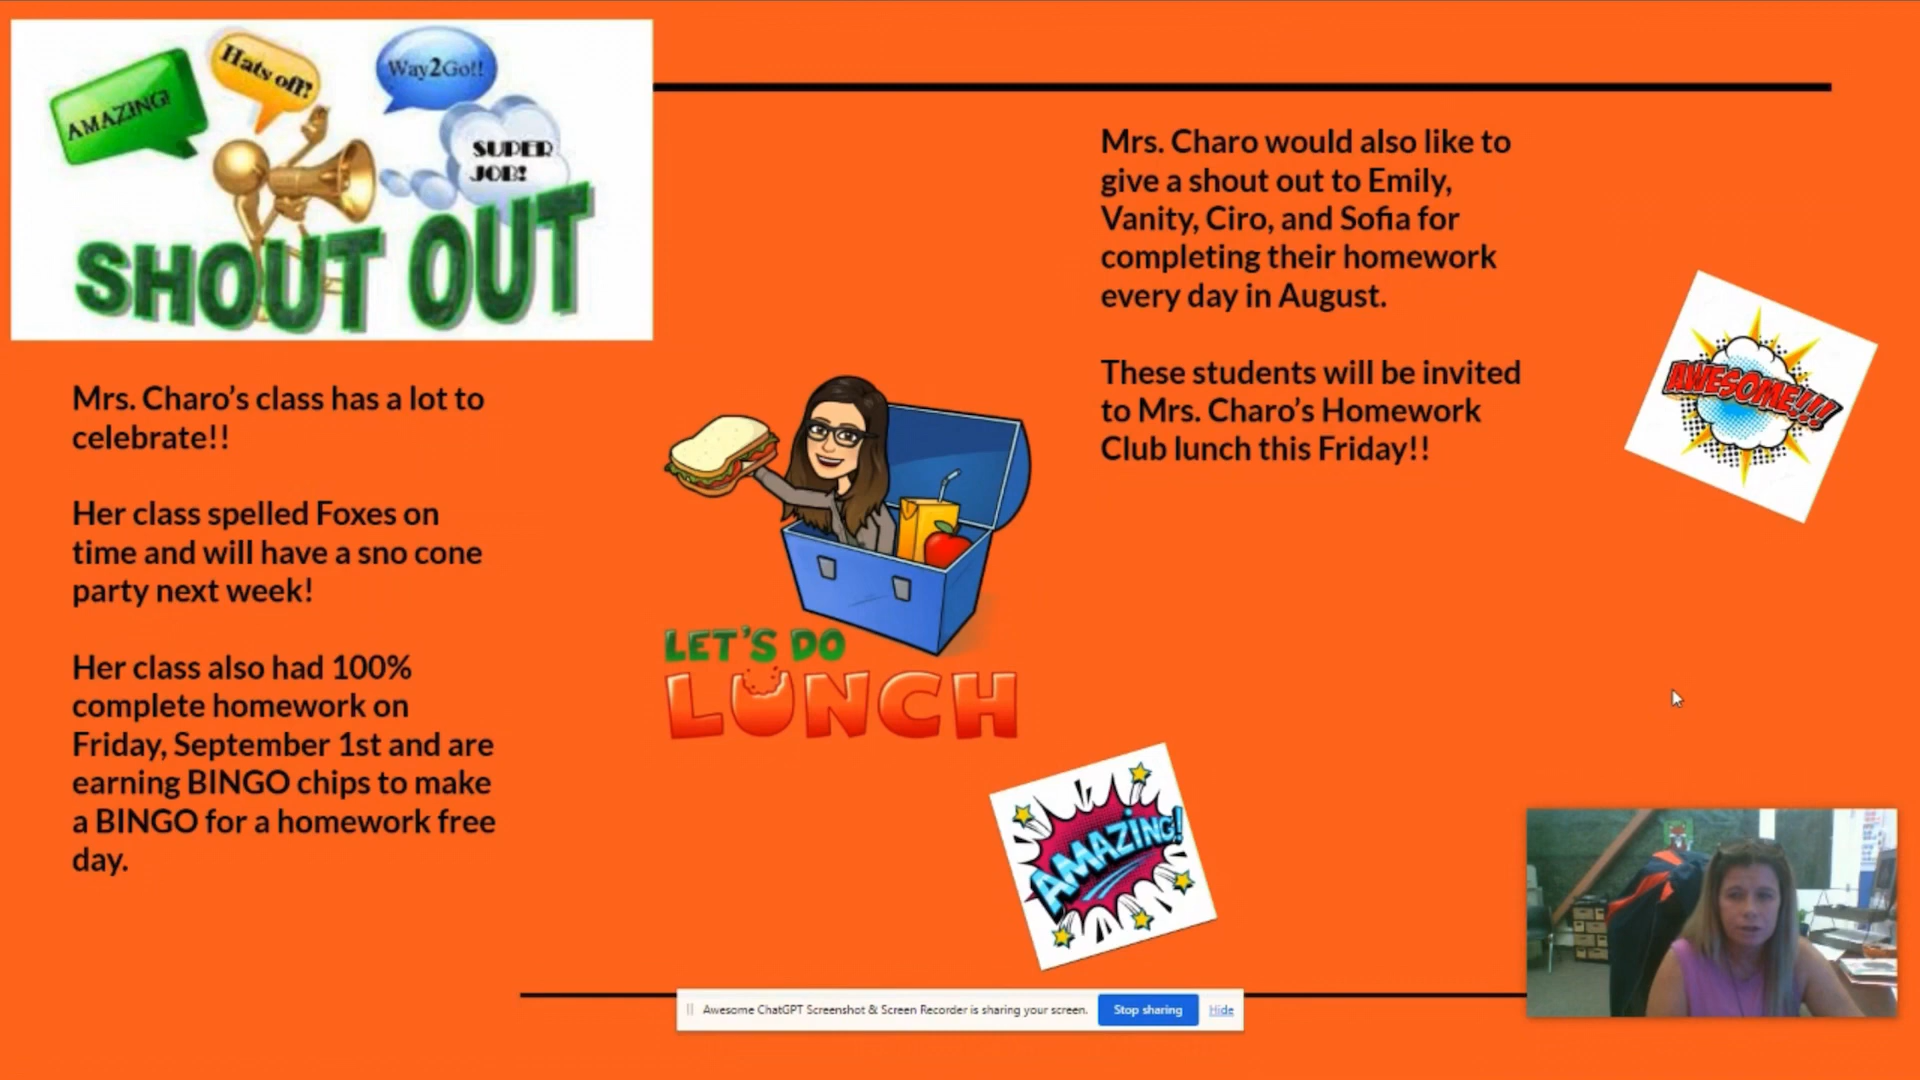 AMAZING!
Hats off!
Way2Go!!
SUPER
JOB!
SHOUT OUT
Mrs. Charo’s class has a lot to
celebrate!!
Her class spelled Foxes on
time and will have a sno cone
party next week!
Her class also had 100%
complete homework on
Friday, September 1st and are
earning BINGO chips to make
a BINGO for a homework free
day.
LET'S DO
LUNCH
Mrs. Charo would also like to
give a shout out to Emily,
Vanity, Ciro, and Sofia for
completing their homework
every day in August.
These students will be invited
to Mrs. Charo’s Homework
Club lunch this Friday!!
AWESOME!!!
AMAZING!
Awesome ChatGPT Screenshot & Screen Recorder is sharing your screen. Stop sharing Hide